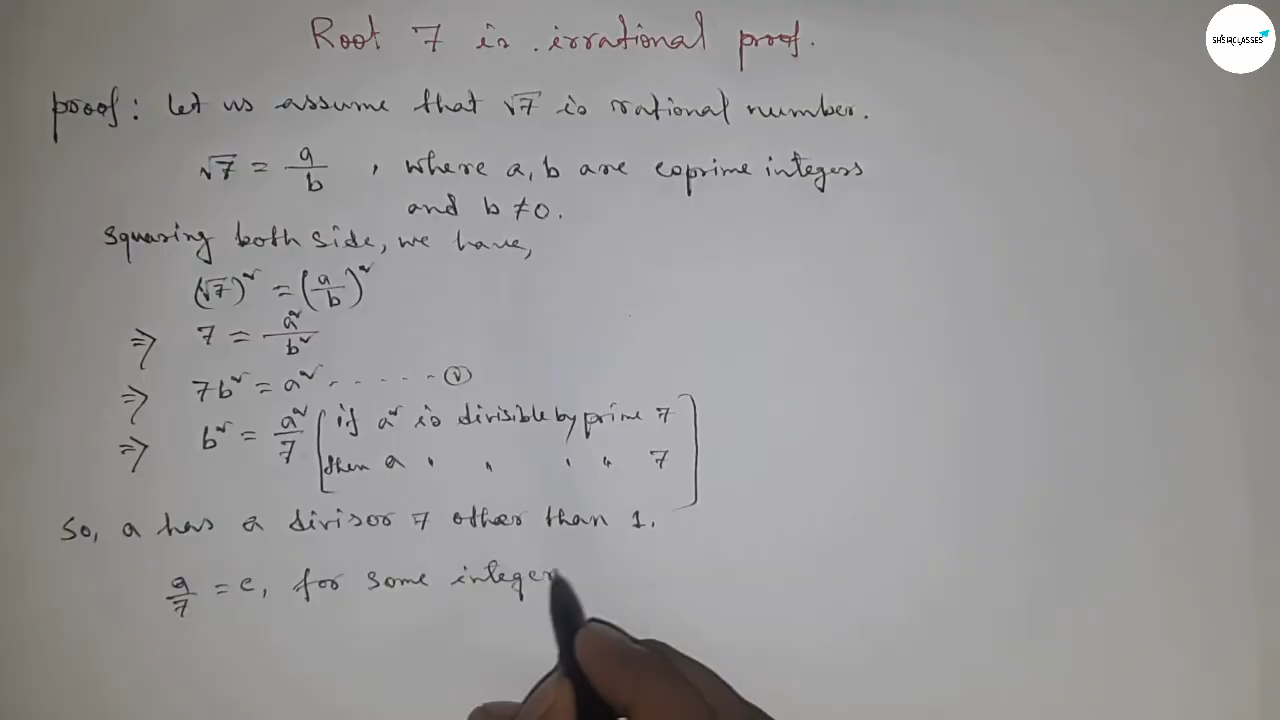 Root 7 is irrational proof.
SHSIRCLASSES
proof: Let us assume that √7 is rational number.
√7 = a/b , where a, b are coprime integers
and b ≠ 0.
Squaring both side, we have,
(√7)² = (a/b)²
⇒ 7 = a²/b²
⇒ 7b² = a² - - - - - - (1)
⇒ b² = a²/7 [if a² is divisible by prime 7
then a " " " " 7]
So, a has a divisor 7 other than 1.
a/7 = c, for some integer